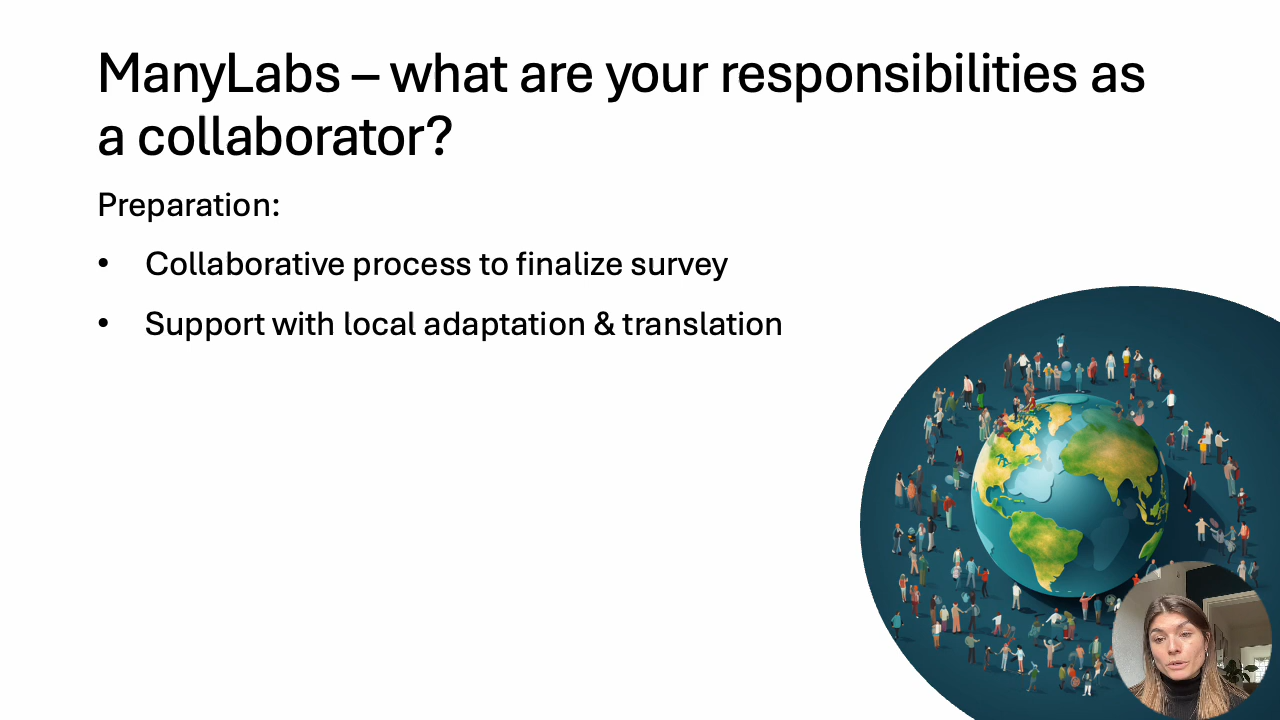 ManyLabs – what are your responsibilities as
a collaborator?
Preparation:
• Collaborative process to finalize survey
• Support with local adaptation & translation